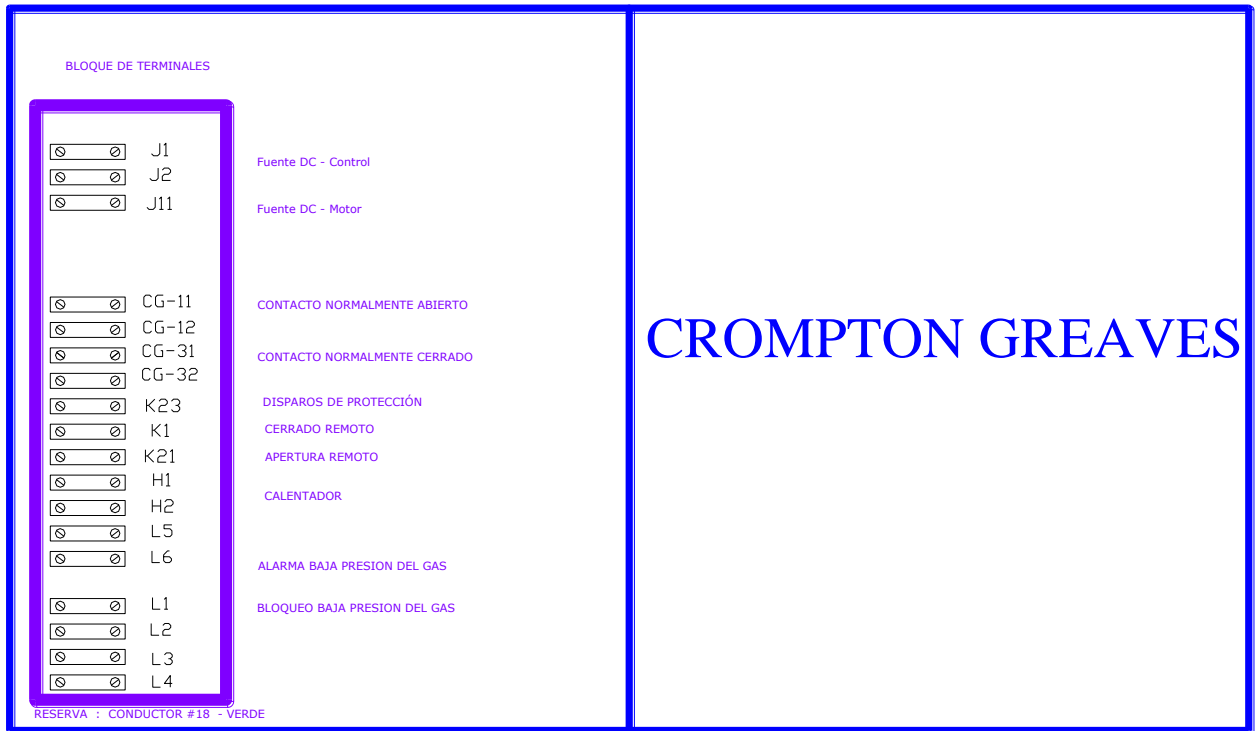 BLOQUE DE TERMINALES
J1
Fuente DC - Control
J2
J11
Fuente DC - Motor
CG-11
CONTACTO NORMALMENTE ABIERTO
CG-12
CG-31
CONTACTO NORMALMENTE CERRADO
CG-32
K23
DISPAROS DE PROTECCIÓN
K1
CERRADO REMOTO
K21
APERTURA REMOTO
H1
CALENTADOR
H2
L5
L6
ALARMA BAJA PRESION DEL GAS
L1
BLOQUEO BAJA PRESION DEL GAS
L2
L3
L4
RESERVA : CONDUCTOR #18 - VERDE
CROMPTON GREAVES